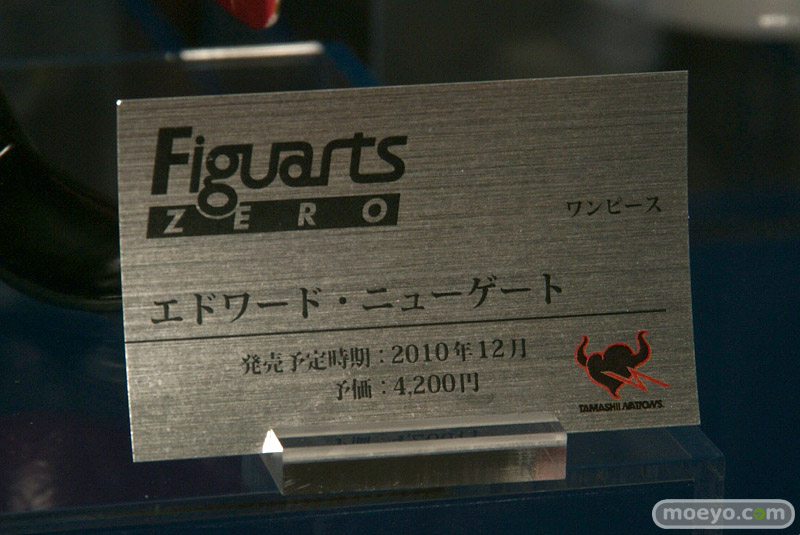 Figuarts
ZERO
ワンピース
エドワード・ニューゲート
発売予定時期：2010年12月
予価：4,200円
TAMASHII NATIONS
moeyo.com